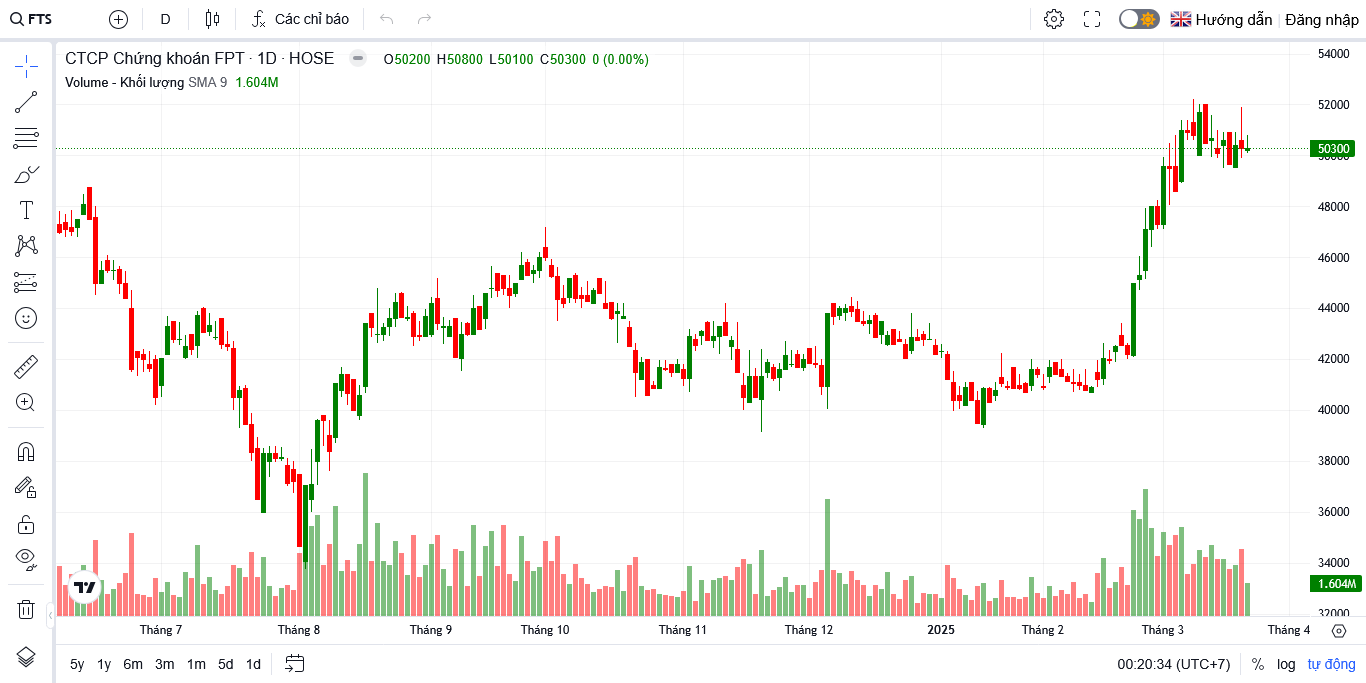 FTS D Các chỉ báo Hướng dẫn Đăng nhập
CTCP Chứng khoán FPT · 1D · HOSE O50200 H50800 L50100 C50300 0 (0.00%)
Volume - Khối lượng SMA 9 1.604M
54000
52000
50300
50000
48000
46000
44000
42000
40000
38000
36000
34000
1.604M
32000
Tháng 7 Tháng 8 Tháng 9 Tháng 10 Tháng 11 Tháng 12 2025 Tháng 2 Tháng 3 Tháng 4
5y 1y 6m 3m 1m 5d 1d 00:20:34 (UTC+7) % log tự động